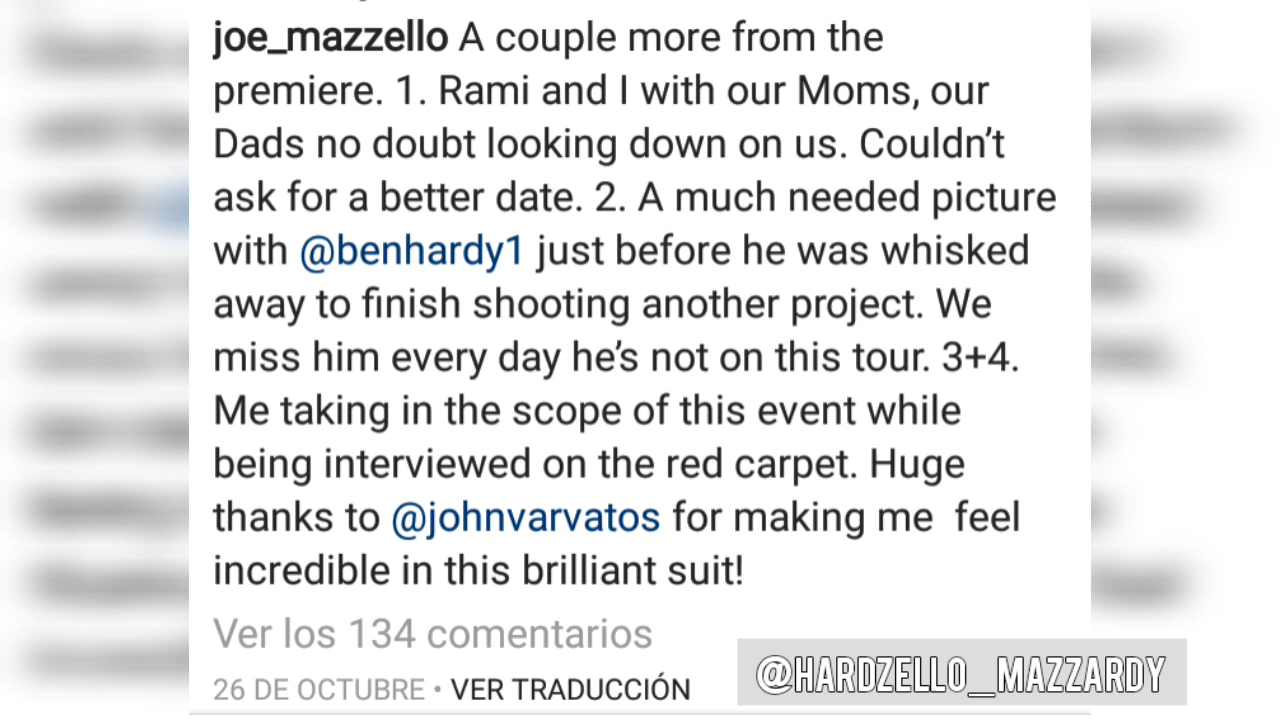 joe_mazzello A couple more from the
premiere. 1. Rami and I with our Moms, our
Dads no doubt looking down on us. Couldn't
ask for a better date. 2. A much needed picture
with @benhardy1 just before he was whisked
away to finish shooting another project. We
miss him every day he's not on this tour. 3+4.
Me taking in the scope of this event while
being interviewed on the red carpet. Huge
thanks to @johnvarvatos for making me  feel
incredible in this brilliant suit!
Ver los 134 comentarios
26 DE OCTUBRE • VER TRADUCCIÓN
@HARDZELLO_MAZZARDY